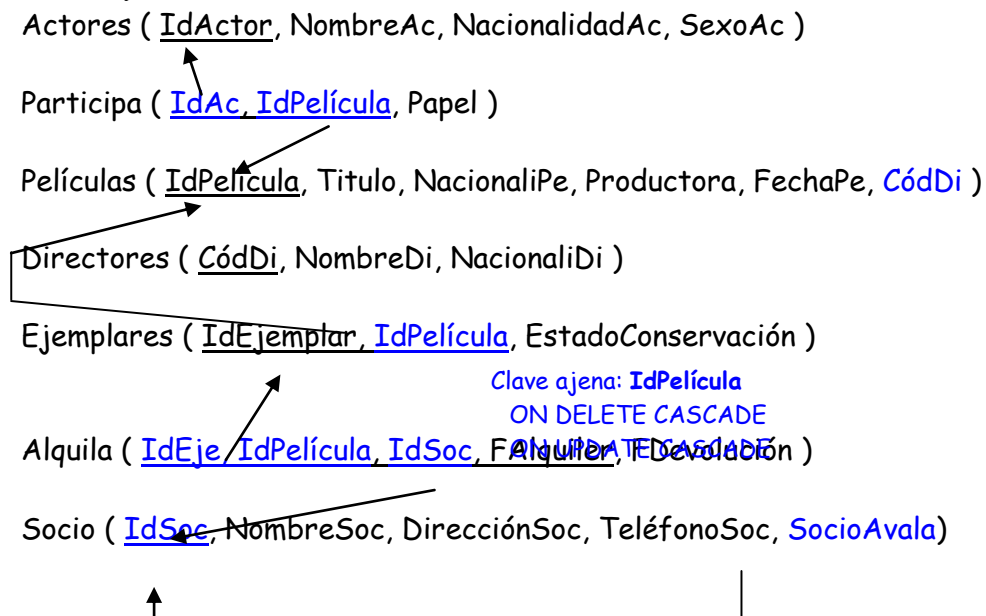 Actores ( IdActor, NombreAc, NacionalidadAc, SexoAc )
Participa ( IdAc, IdPelícula, Papel )
Películas ( IdPelícula, Titulo, NacionaliPe, Productora, FechaPe, CódDi )
Directores ( CódDi, NombreDi, NacionaliDi )
Ejemplares ( IdEjemplar, IdPelícula, EstadoConservación )
Clave ajena: IdPelícula
ON DELETE CASCADE
ON UPDATE CASCADE
Alquila ( IdEje, IdPelícula, IdSoc, FAlquiler, FDevolación )
Socio ( IdSoc, NombreSoc, DirecciónSoc, TeléfonoSoc, SocioAvala)